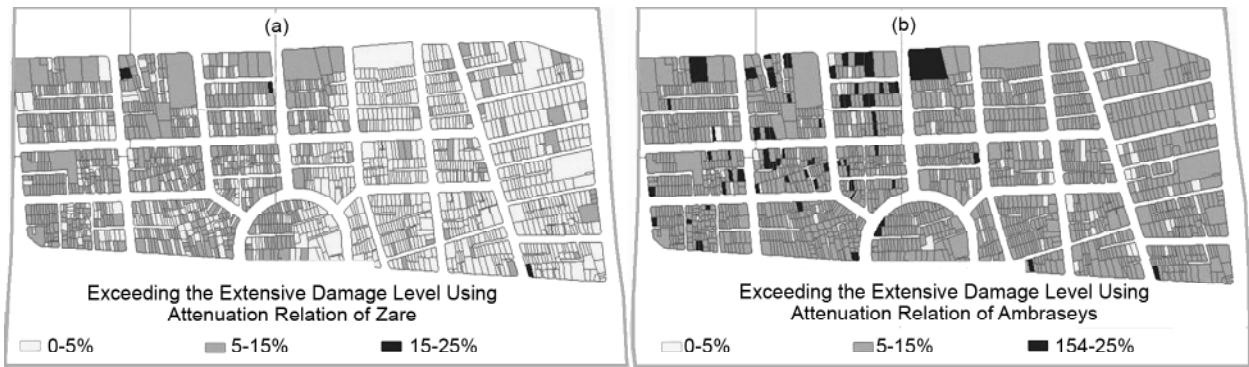 (a)
Exceeding the Extensive Damage Level Using
Attenuation Relation of Zare
0-5%
5-15%
15-25%
(b)
Exceeding the Extensive Damage Level Using
Attenuation Relation of Ambraseys
0-5%
5-15%
154-25%